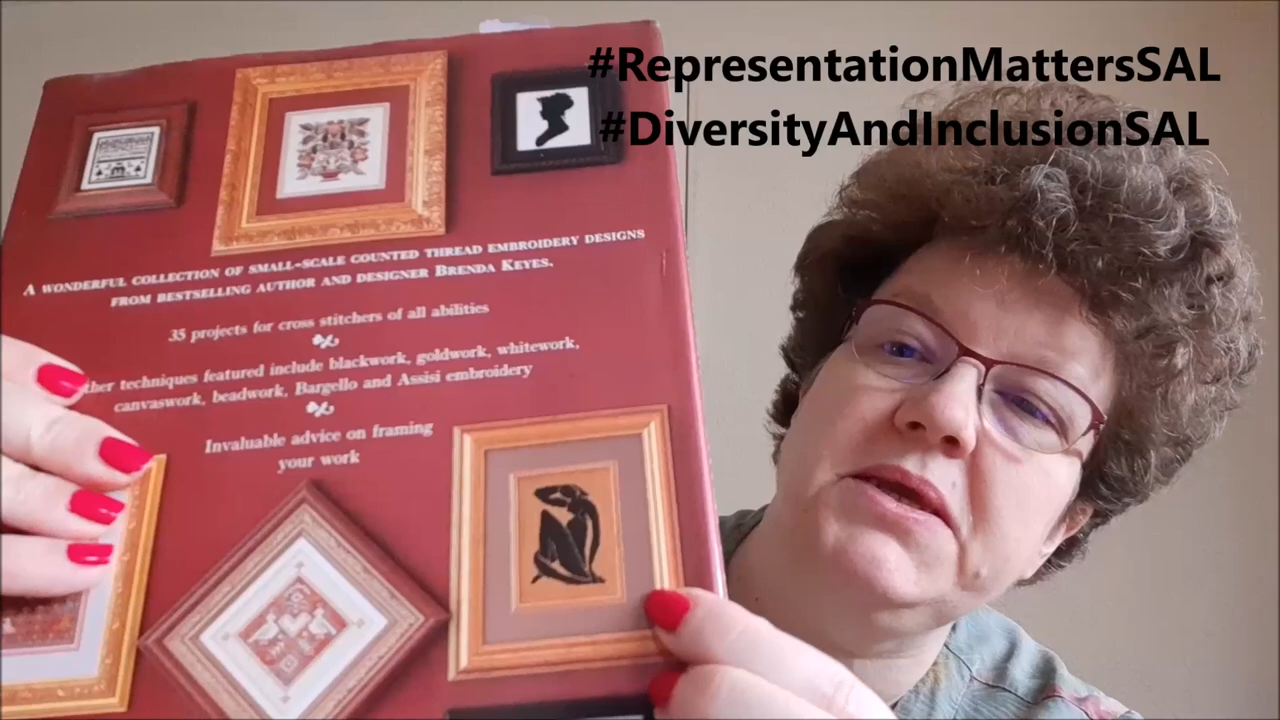 #RepresentationMattersSAL
#DiversityAndInclusionSAL
A WONDERFUL COLLECTION OF SMALL-SCALE COUNTED THREAD EMBROIDERY DESIGNS
FROM BESTSELLING AUTHOR AND DESIGNER BRENDA KEYES.
35 projects for cross stitchers of all abilities
ther techniques featured include blackwork, goldwork, whitework,
canvaswork, beadwork, Bargello and Assisi embroidery
Invaluable advice on framing
your work